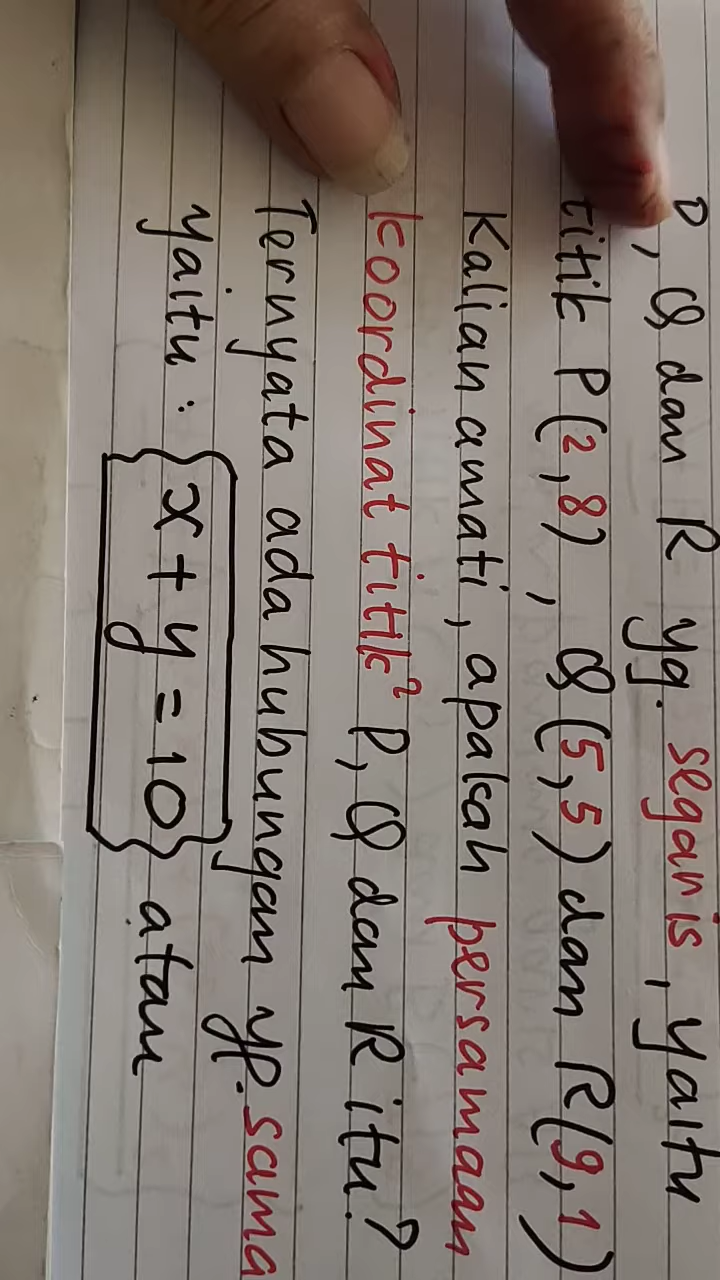 P, Q dan R yg. segaris, yaitu
titik P(2,8), Q(5,5) dan R(9,1)
Kalian amati, apakah persamaan
koordinat titik² P, Q dan R itu?
Ternyata ada hubungan yg. sama
yaitu : {x + y = 10} atau